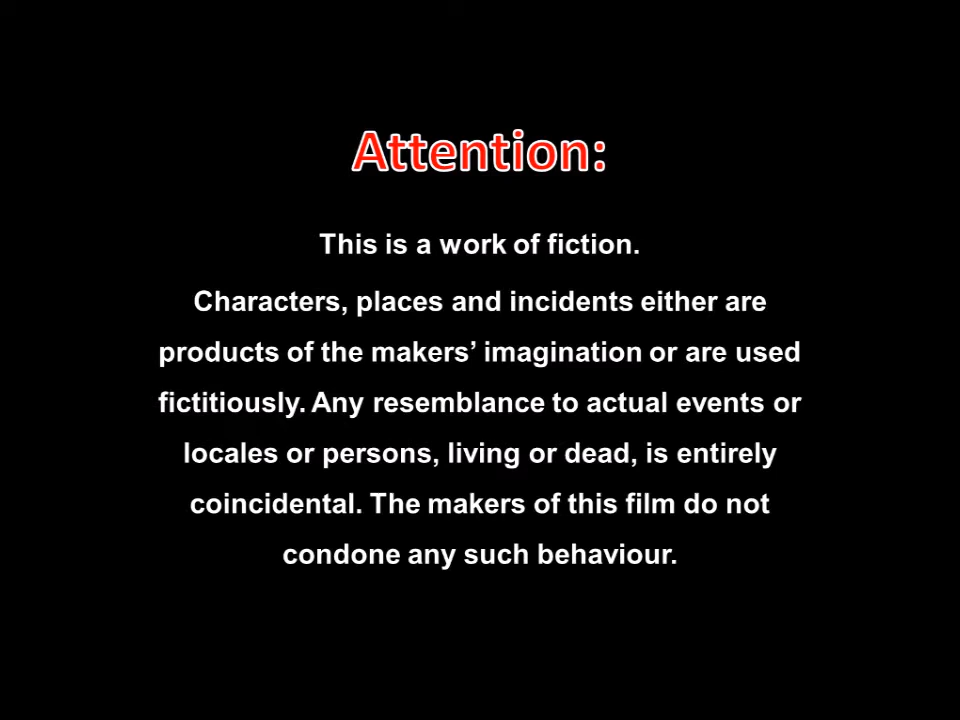 Attention:
This is a work of fiction.
Characters, places and incidents either are
products of the makers’ imagination or are used
fictitiously. Any resemblance to actual events or
locales or persons, living or dead, is entirely
coincidental. The makers of this film do not
condone any such behaviour.